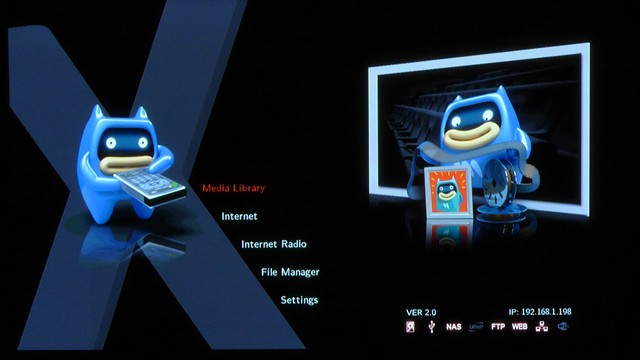 Media Library
Internet
Internet Radio
File Manager
Settings
VER 2.0 IP: 192.168.1.198
NAS UPnP FTP WEB